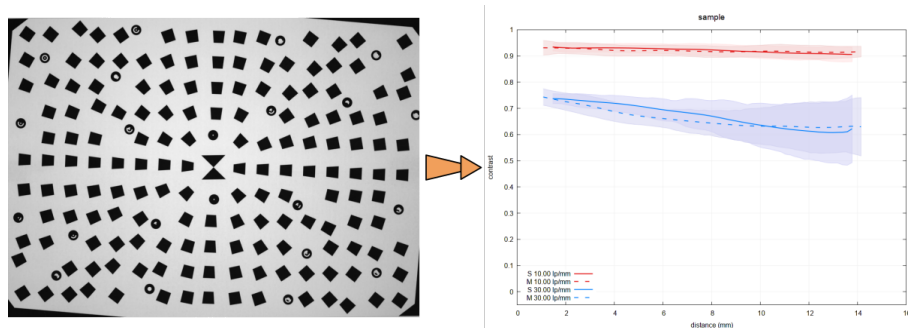 sample
1
0.9
0.8
0.7
0.6
0.5
0.4
0.3
0.2
0.1
0
contrast
S 10.00 lp/mm
M 10.00 lp/mm
S 30.00 lp/mm
M 30.00 lp/mm
2 4 6 8 10 12 14 16
distance (mm)